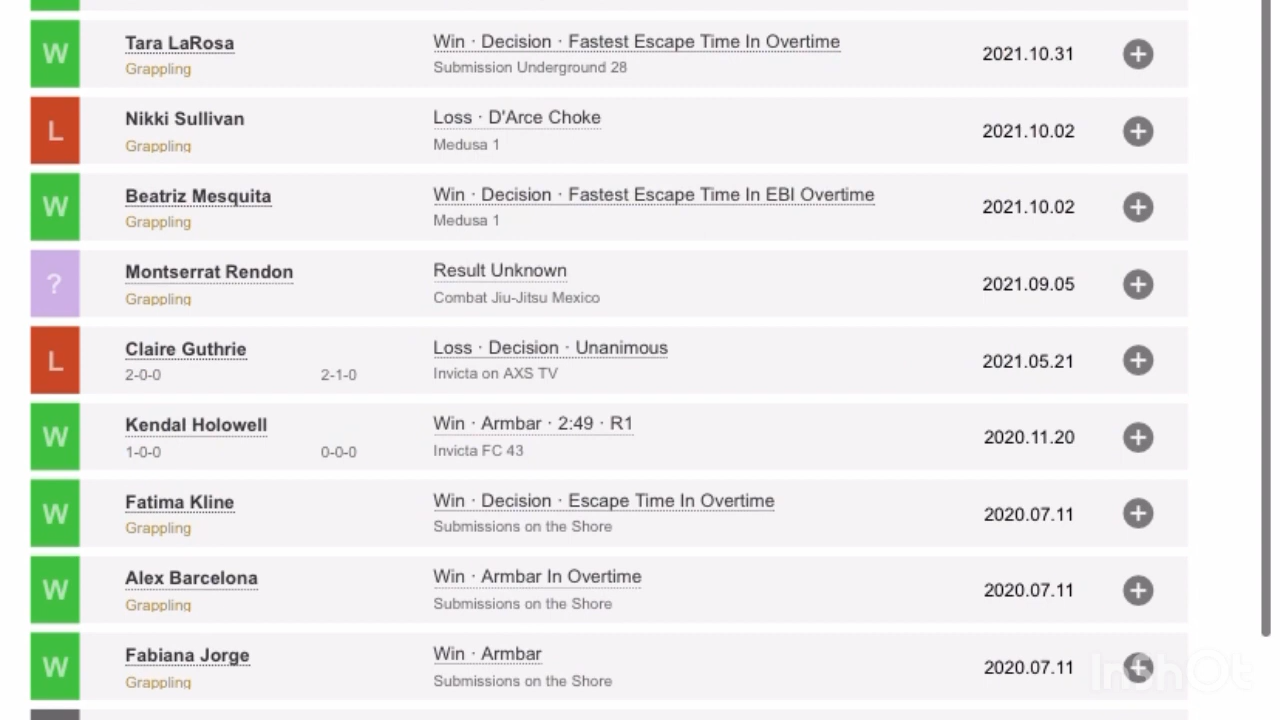 W
Tara LaRosa
Win · Decision · Fastest Escape Time In Overtime
2021.10.31
Grappling
Submission Underground 28
L
Nikki Sullivan
Loss · D'Arce Choke
2021.10.02
Grappling
Medusa 1
W
Beatriz Mesquita
Win · Decision · Fastest Escape Time In EBI Overtime
2021.10.02
Grappling
Medusa 1
?
Montserrat Rendon
Result Unknown
2021.09.05
Grappling
Combat Jiu-Jitsu Mexico
L
Claire Guthrie
Loss · Decision · Unanimous
2021.05.21
2-0-0
2-1-0
Invicta on AXS TV
W
Kendal Holowell
Win · Armbar · 2:49 · R1
2020.11.20
1-0-0
0-0-0
Invicta FC 43
W
Fatima Kline
Win · Decision · Escape Time In Overtime
2020.07.11
Grappling
Submissions on the Shore
W
Alex Barcelona
Win · Armbar In Overtime
2020.07.11
Grappling
Submissions on the Shore
W
Fabiana Jorge
Win · Armbar
2020.07.11
Grappling
Submissions on the Shore
InShOt